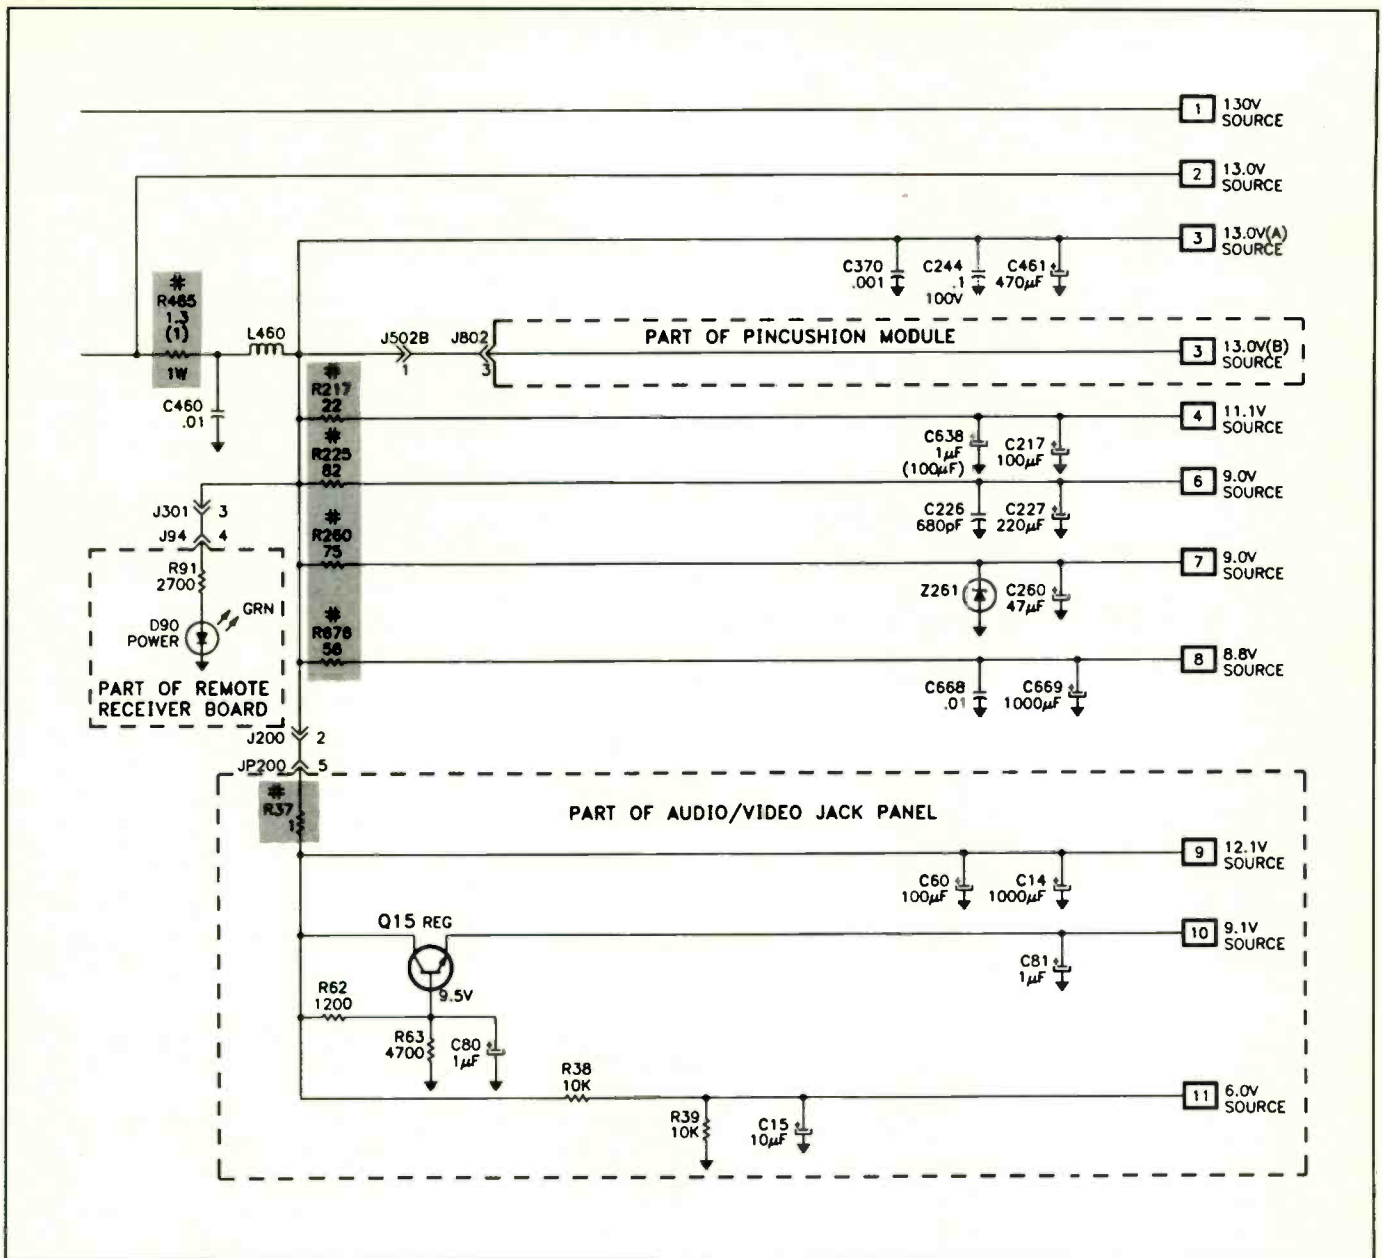 1 130V
SOURCE
2 13.0V
SOURCE
3 13.0V(A)
SOURCE
C370
.001
C244
.1
100V
C461
470µF
#
R465
1.3
(1)
1W
L460
C460
.01
J502B
1
J802
3
PART OF PINCUSHION MODULE
3 13.0V(B)
SOURCE
#
R217
22
4 11.1V
SOURCE
C638
1µF
(100µF)
C217
100µF
#
R225
82
6 9.0V
SOURCE
C226
680pF
C227
220µF
J301 3
J94 4
R91
2700
GRN
D90
POWER
PART OF REMOTE
RECEIVER BOARD
#
R260
75
7 9.0V
SOURCE
Z261
C260
47µF
#
R678
56
8 8.8V
SOURCE
C668
.01
C669
1000µF
J200 2
JP200 5
#
R37
1
PART OF AUDIO/VIDEO JACK PANEL
9 12.1V
SOURCE
C60
100µF
C14
1000µF
Q15 REG
9.5V
10 9.1V
SOURCE
C81
1µF
R62
1200
R63
4700
C80
1µF
R38
10K
R39
10K
C15
10µF
11 6.0V
SOURCE